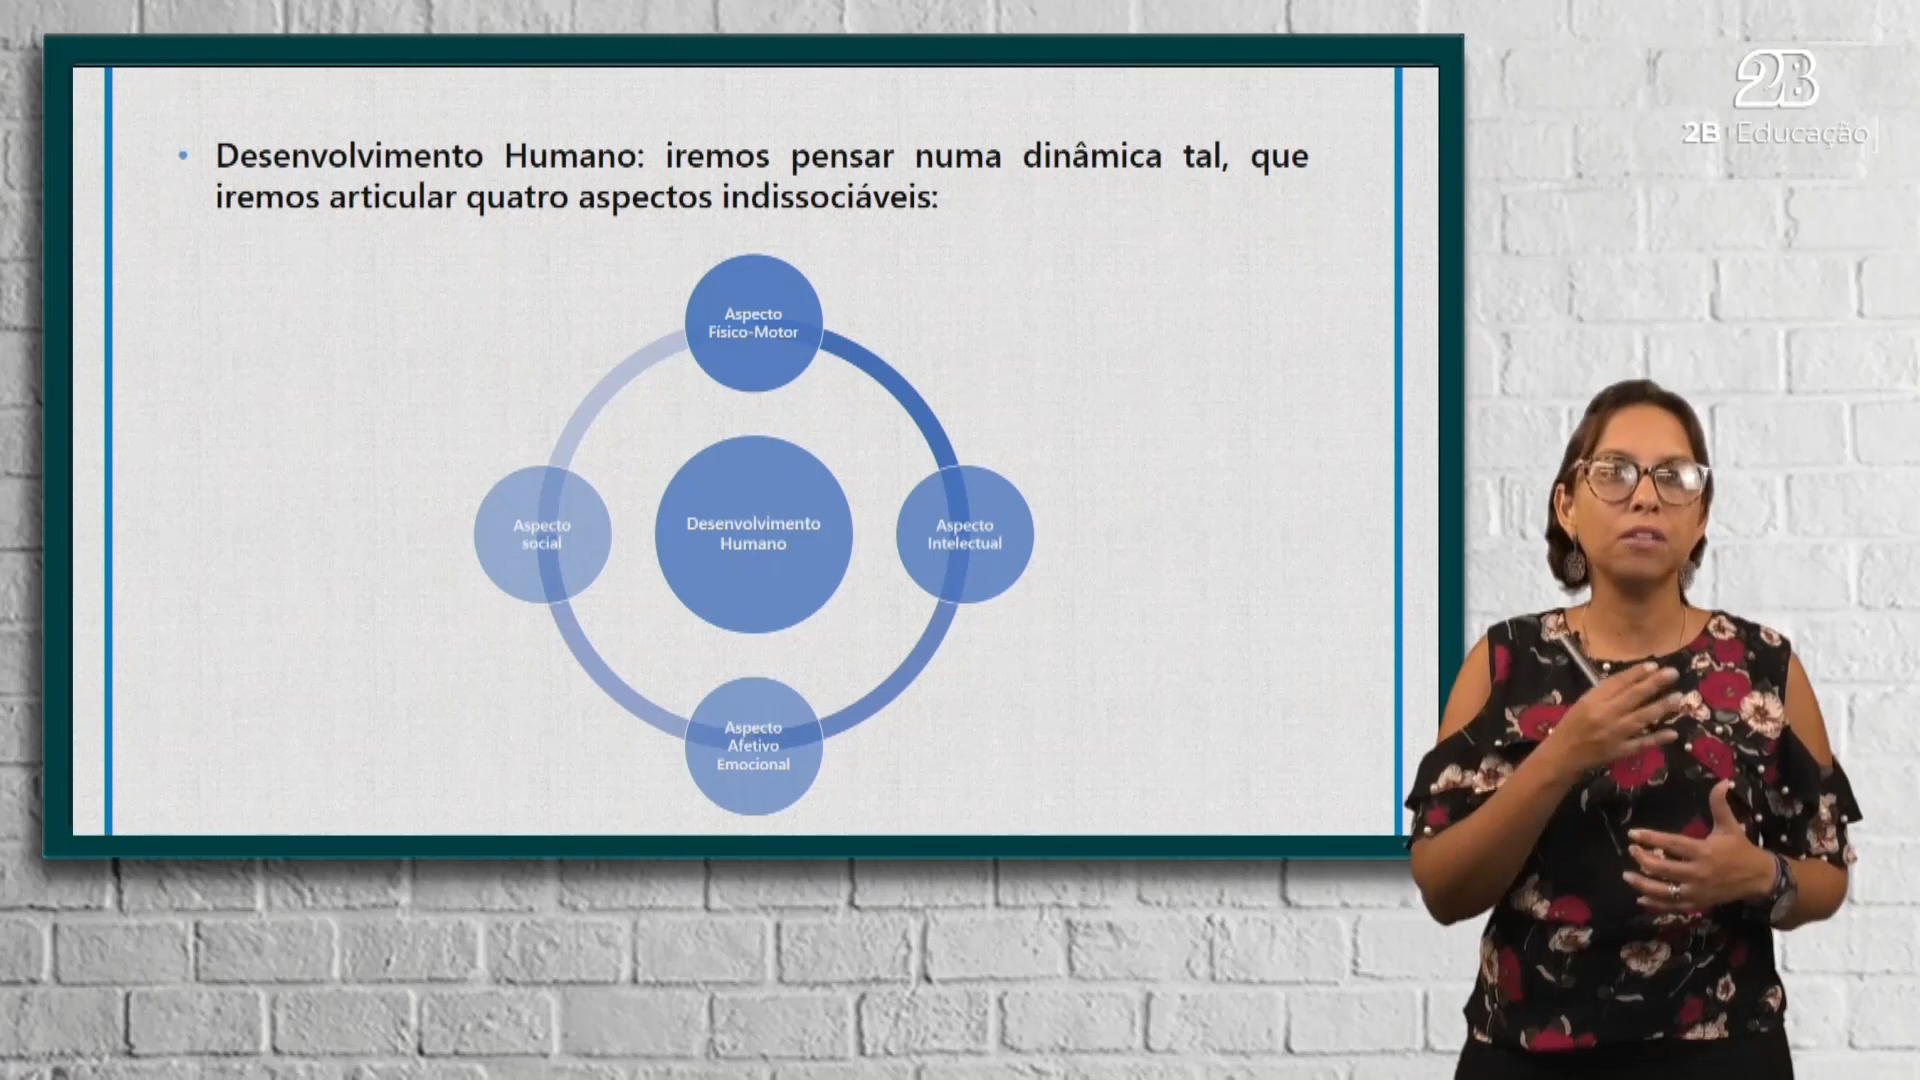 2B
2B Educação
• Desenvolvimento Humano: iremos pensar numa dinâmica tal, que
iremos articular quatro aspectos indissociáveis:
Aspecto
Físico-Motor
Aspecto
social
Desenvolvimento
Humano
Aspecto
Intelectual
Aspecto
Afetivo
Emocional